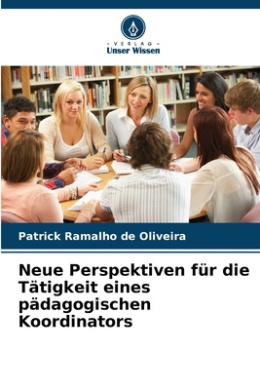 • VERLAG •
Unser Wissen
Patrick Ramalho de Oliveira
Neue Perspektiven für die
Tätigkeit eines
pädagogischen
Koordinators